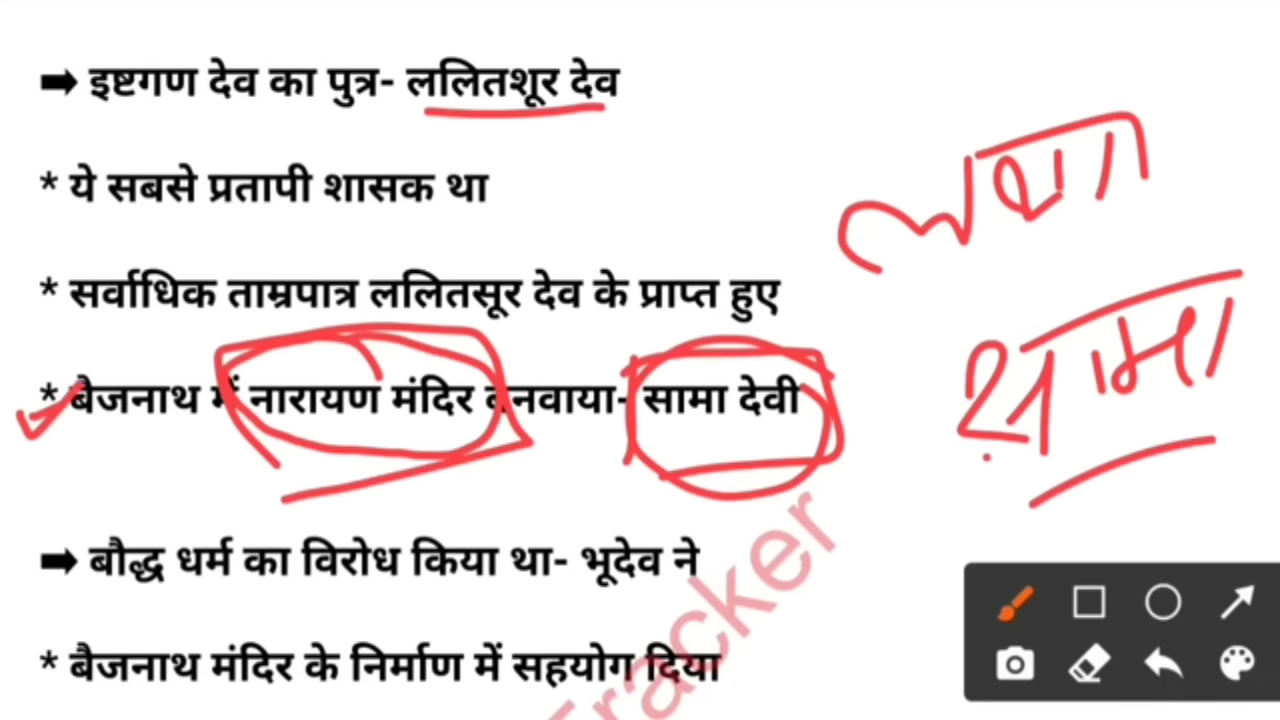 ➡ इष्टगण देव का पुत्र- ललितशूर देव
* ये सबसे प्रतापी शासक था
* सर्वाधिक ताम्रपात्र ललितसूर देव के प्राप्त हुए
* बैजनाथ में नारायण मंदिर बनवाया- सामा देवी
➡ बौद्ध धर्म का विरोध किया था- भूदेव ने
* बैजनाथ मंदिर के निर्माण में सहयोग दिया
Tracker